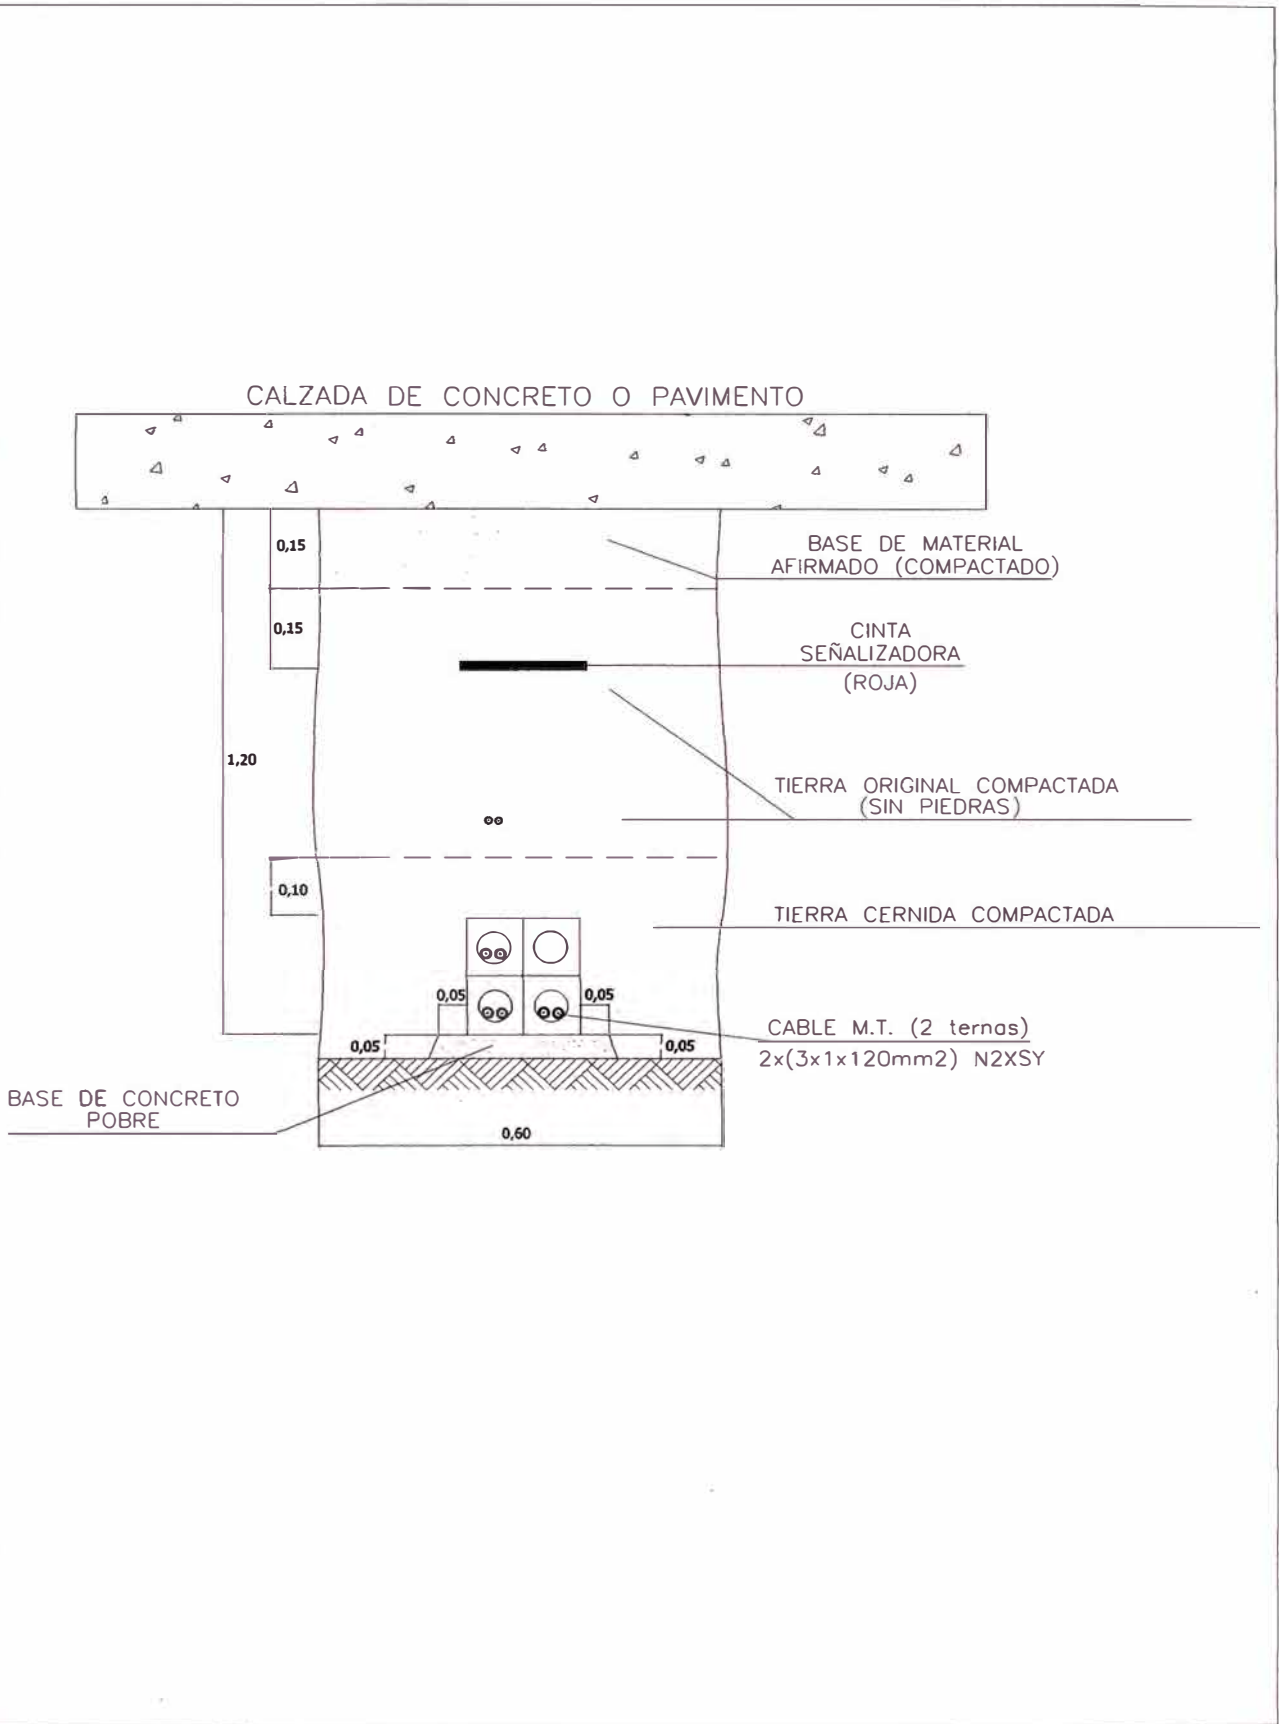 CALZADA DE CONCRETO O PAVIMENTO
0,15
BASE DE MATERIAL
AFIRMADO (COMPACTADO)
0,15
CINTA
SEÑALIZADORA
(ROJA)
1,20
TIERRA ORIGINAL COMPACTADA
(SIN PIEDRAS)
0,10
TIERRA CERNIDA COMPACTADA
0,05
0,05
CABLE M.T. (2 ternas)
2x(3x1x120mm2) N2XSY
0,05
0,05
BASE DE CONCRETO
POBRE
0,60